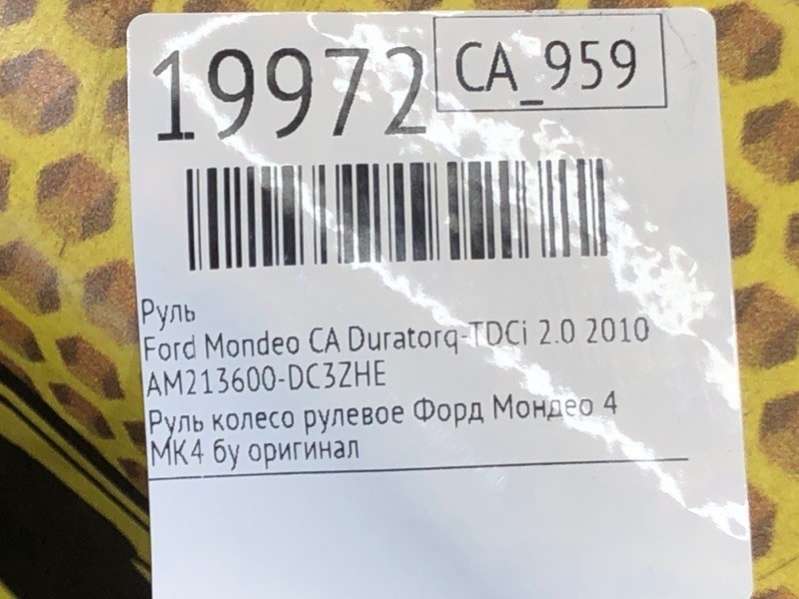 19972
CA_959
Руль
Ford Mondeo CA Duratorq-TDCi 2.0 2010
AM213600-DC3ZHE
Руль колесо рулевое Форд Мондео 4
МК4 бу оригинал